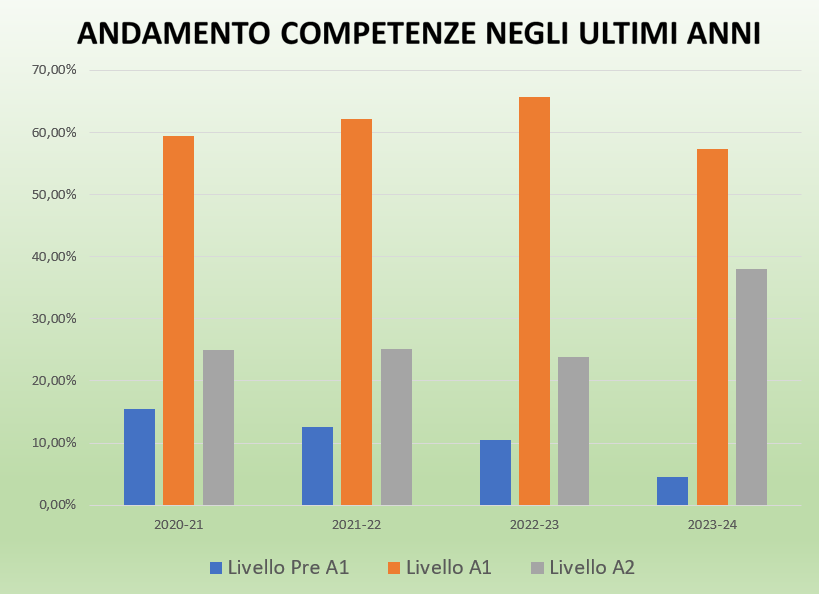 ANDAMENTO COMPETENZE NEGLI ULTIMI ANNI
70,00%
60,00%
50,00%
40,00%
30,00%
20,00%
10,00%
0,00%
2020-21 2021-22 2022-23 2023-24
Livello Pre A1 Livello A1 Livello A2